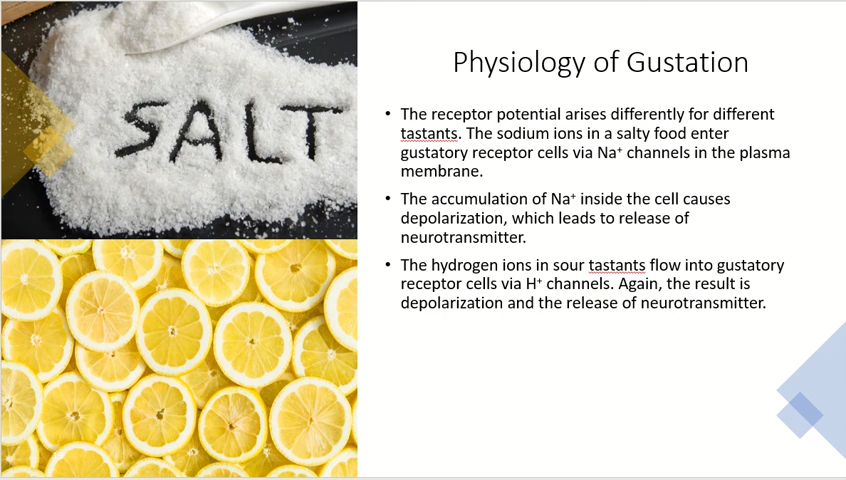 SALT
Physiology of Gustation
• The receptor potential arises differently for different
tastants. The sodium ions in a salty food enter
gustatory receptor cells via Na⁺ channels in the plasma
membrane.
• The accumulation of Na⁺ inside the cell causes
depolarization, which leads to release of
neurotransmitter.
• The hydrogen ions in sour tastants flow into gustatory
receptor cells via H⁺ channels. Again, the result is
depolarization and the release of neurotransmitter.